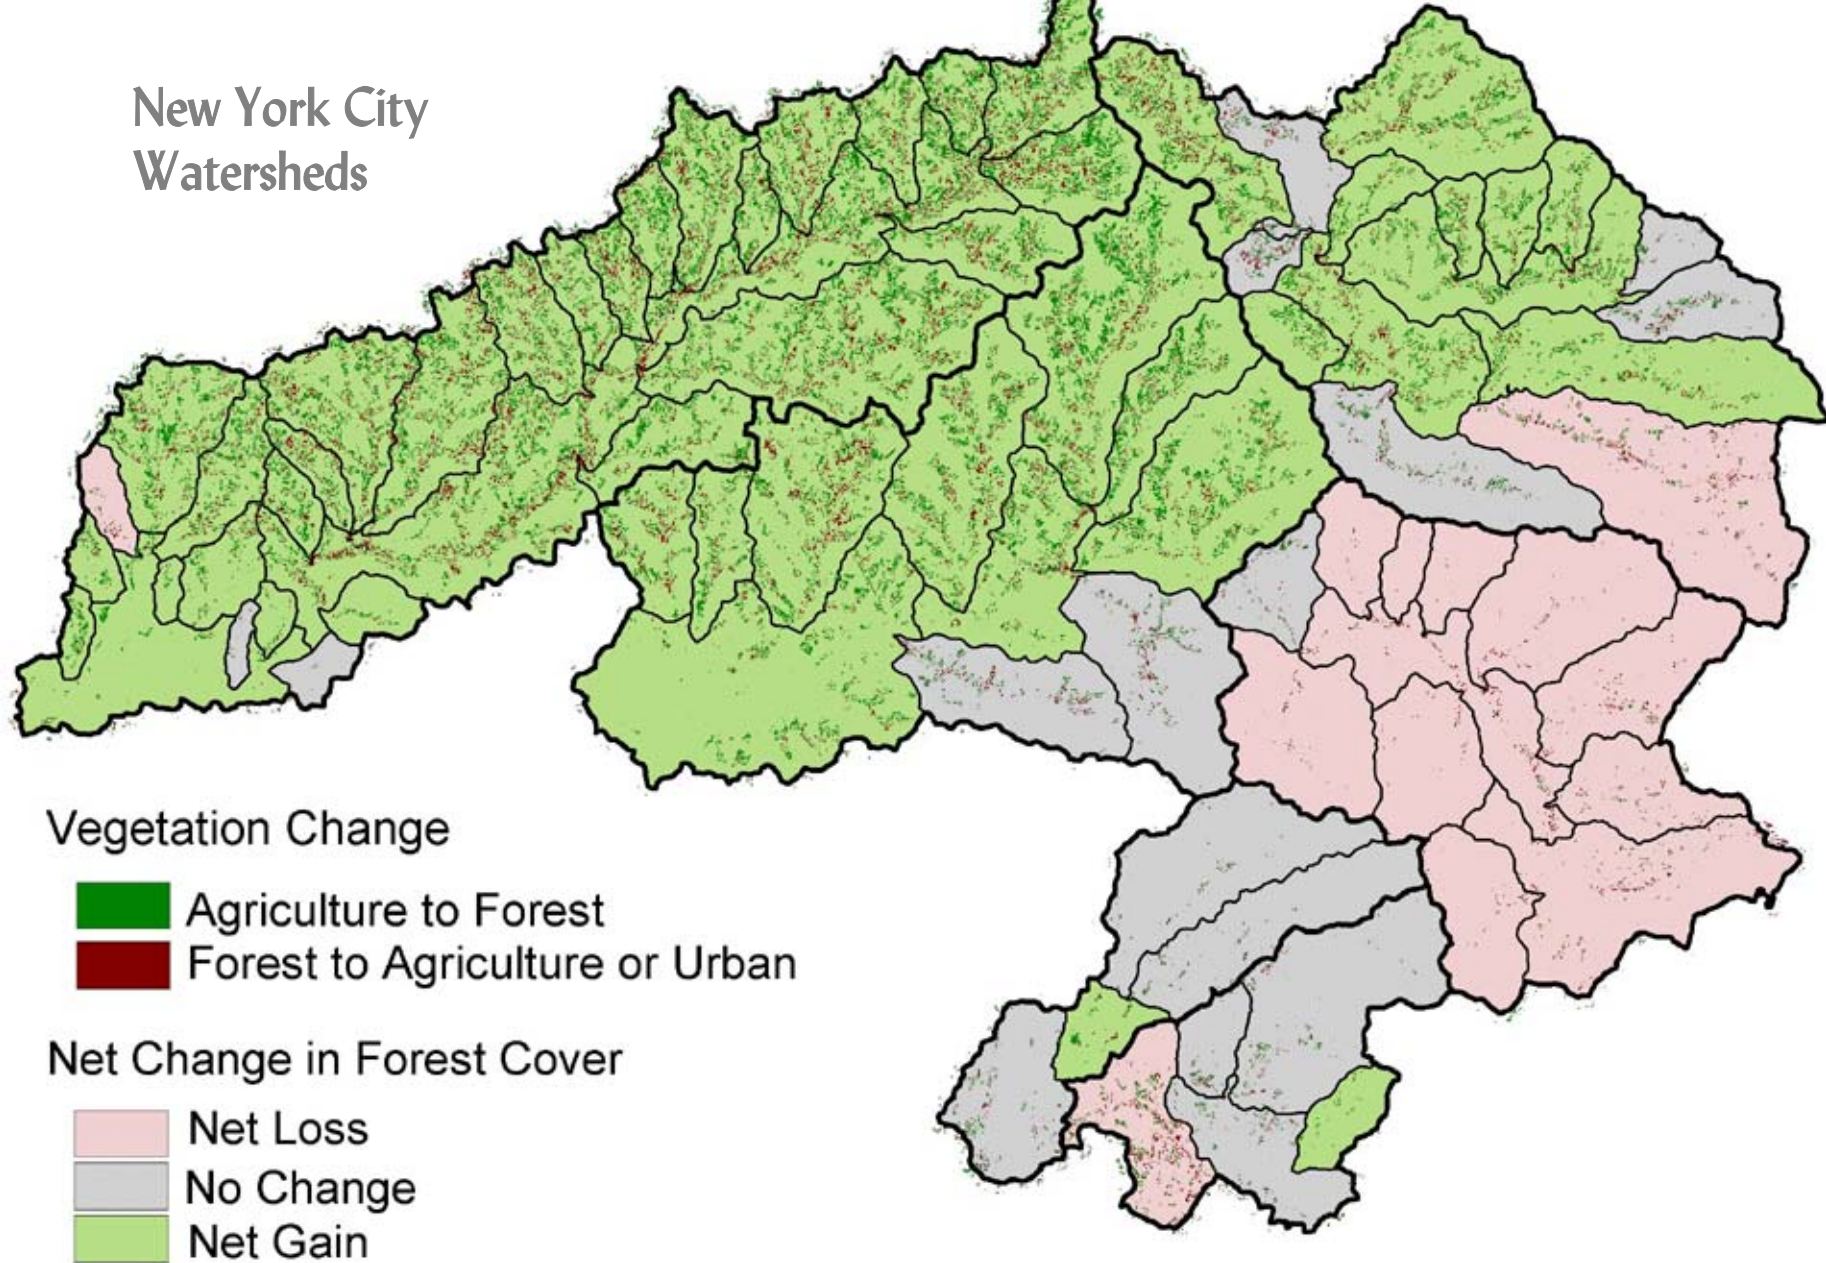 New York City
Watersheds
Vegetation Change
Agriculture to Forest
Forest to Agriculture or Urban
Net Change in Forest Cover
Net Loss
No Change
Net Gain